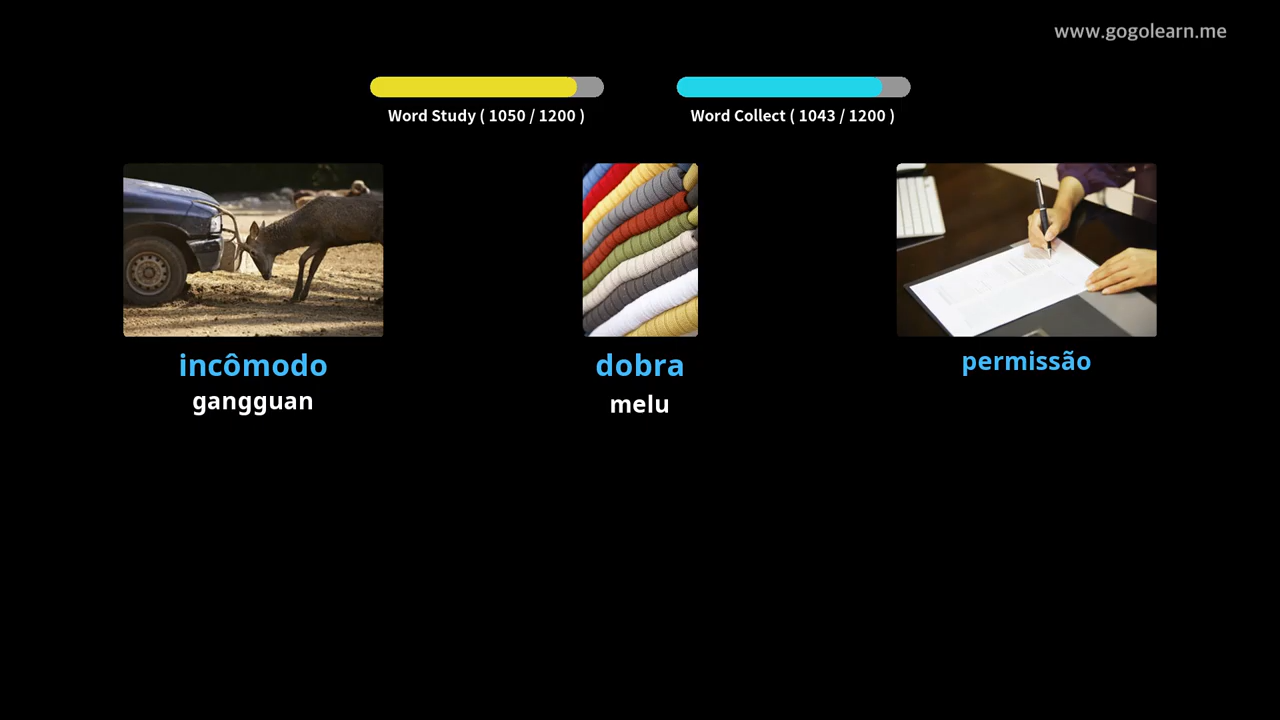 www.gogolearn.me
Word Study ( 1050 / 1200 )
Word Collect ( 1043 / 1200 )
incômodo
gangguan
dobra
melu
permissão